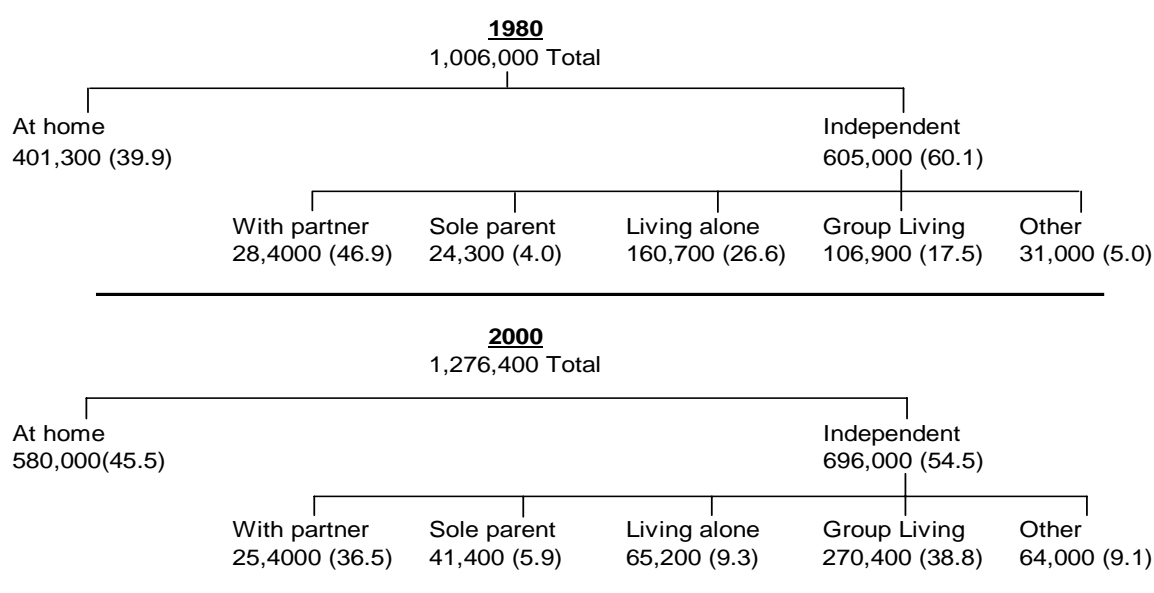 1980
1,006,000 Total
At home Independent
401,300 (39.9) 605,000 (60.1)
With partner Sole parent Living alone Group Living Other
28,4000 (46.9) 24,300 (4.0) 160,700 (26.6) 106,900 (17.5) 31,000 (5.0)
2000
1,276,400 Total
At home Independent
580,000(45.5) 696,000 (54.5)
With partner Sole parent Living alone Group Living Other
25,4000 (36.5) 41,400 (5.9) 65,200 (9.3) 270,400 (38.8) 64,000 (9.1)